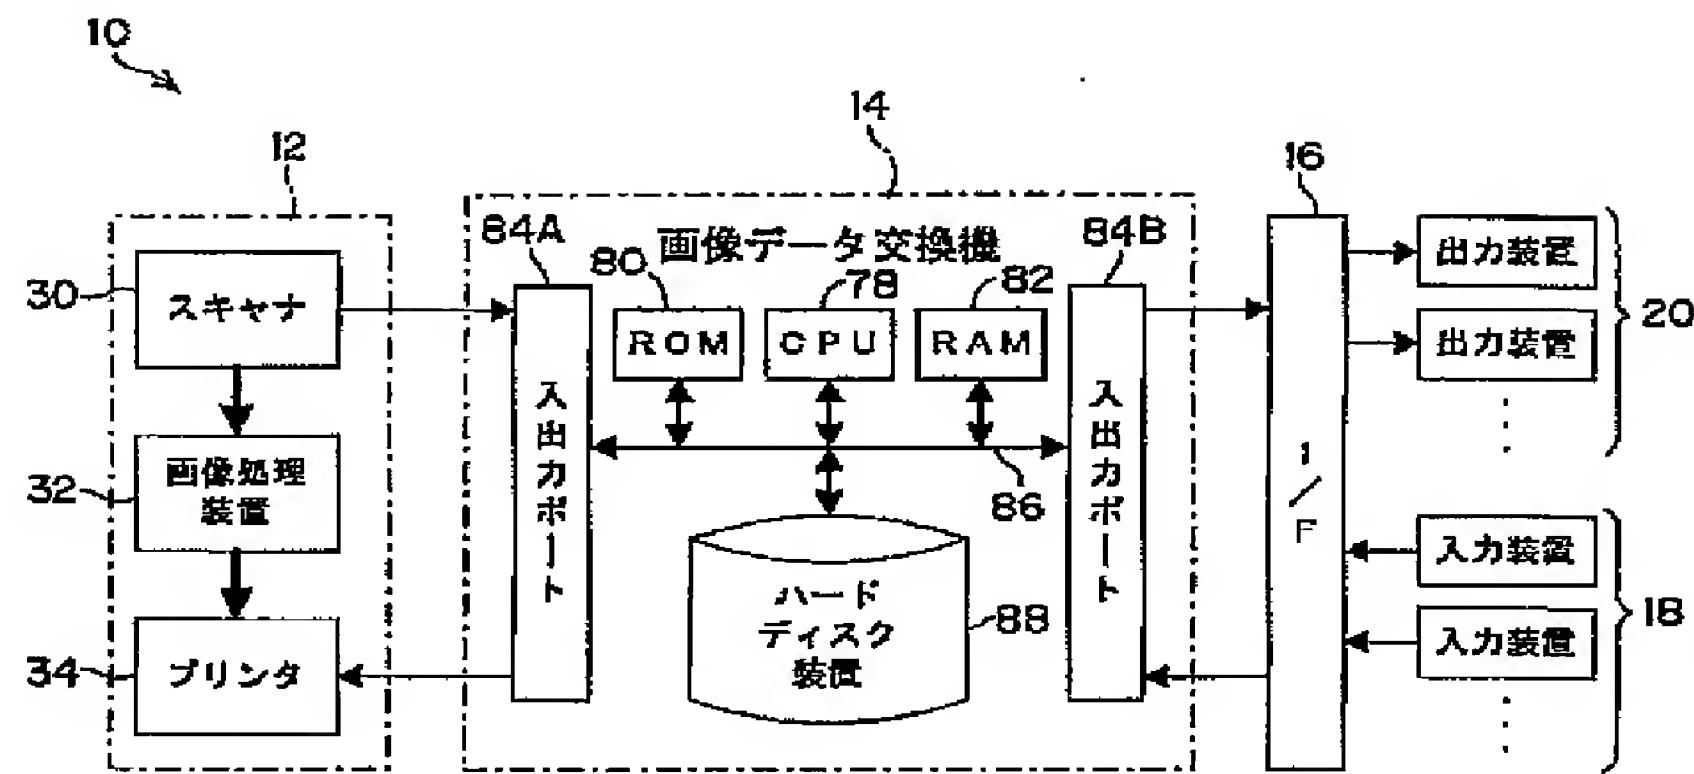 10
12
14
16
84A
画像データ交換機
84B
80
78
82
30
スキャナ
ROM
CPU
RAM
出力装置
出力装置
20
入出力ポート
入出力ポート
I/F
86
32
画像処理
装置
ハード
ディスク
装置
88
34
プリンタ
入力装置
入力装置
18